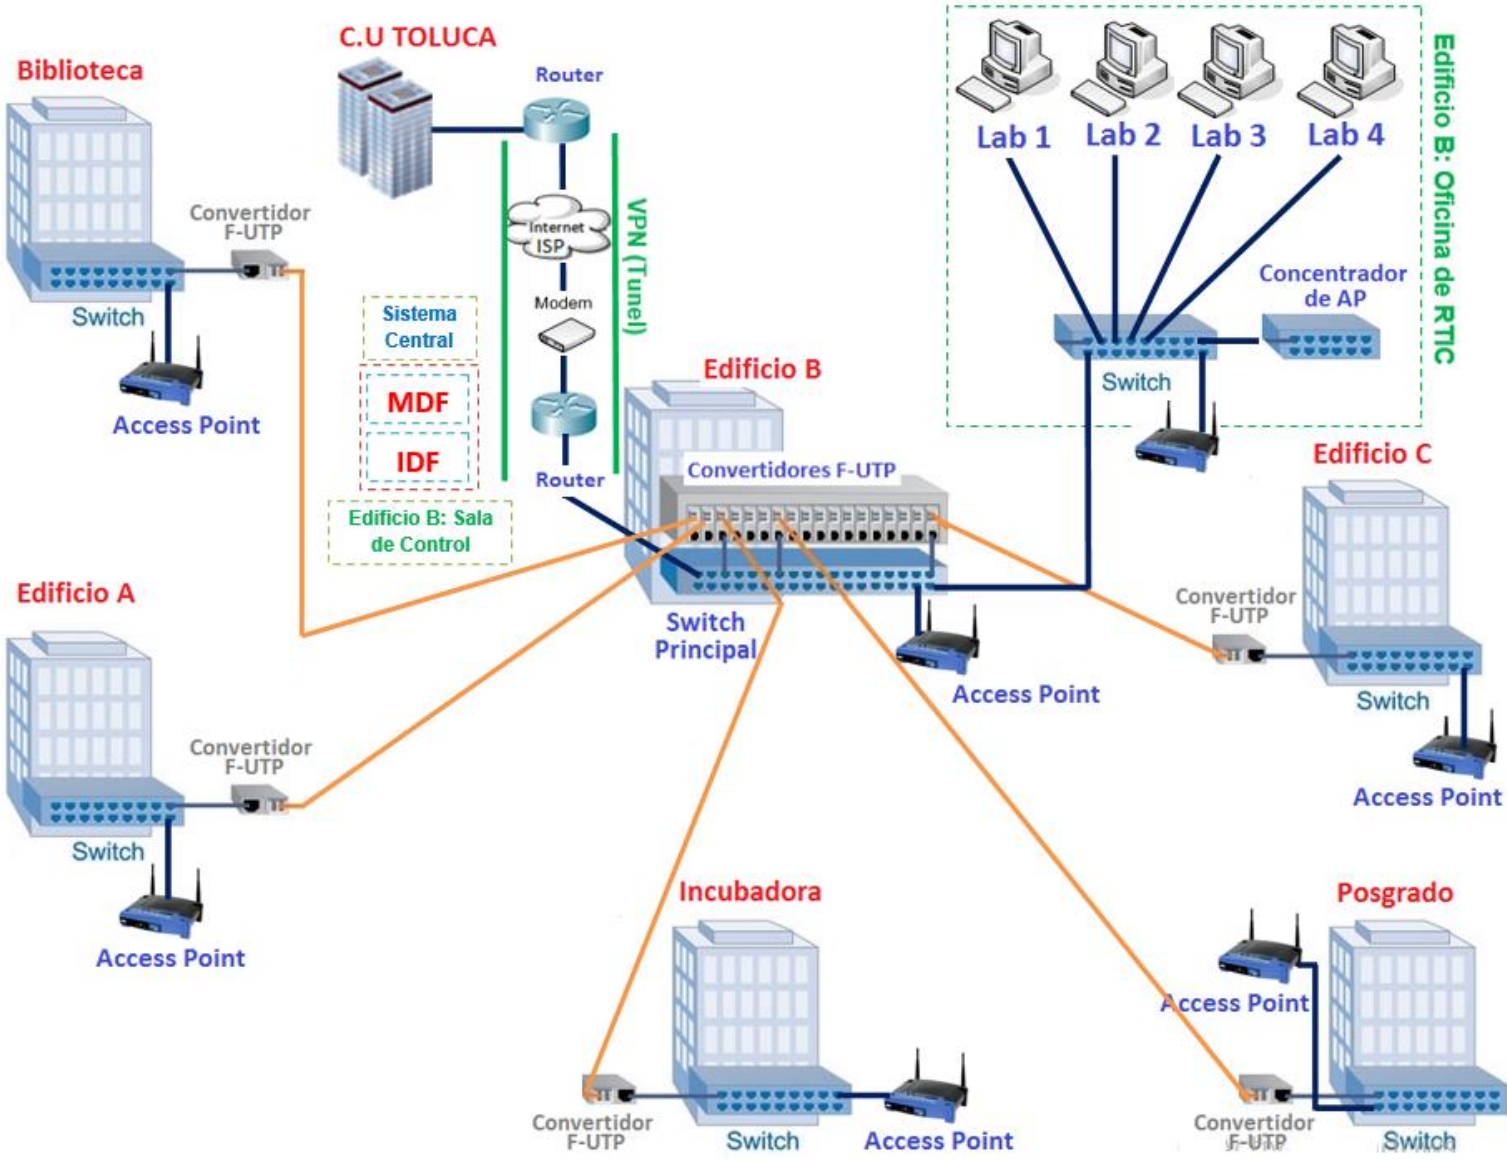 C.U TOLUCA
Router
Biblioteca
Convertidor
F-UTP
Switch
Access Point
Internet
ISP
Modem
VPN (Tunel)
Sistema
Central
MDF
IDF
Edificio B: Sala
de Control
Router
Lab 1
Lab 2
Lab 3
Lab 4
Concentrador
de AP
Switch
Edificio B: Oficina de RTIC
Edificio B
Convertidores F-UTP
Switch
Principal
Access Point
Edificio C
Convertidor
F-UTP
Switch
Access Point
Edificio A
Convertidor
F-UTP
Switch
Access Point
Incubadora
Convertidor
F-UTP
Switch
Access Point
Posgrado
Access Point
Convertidor
F-UTP
Switch